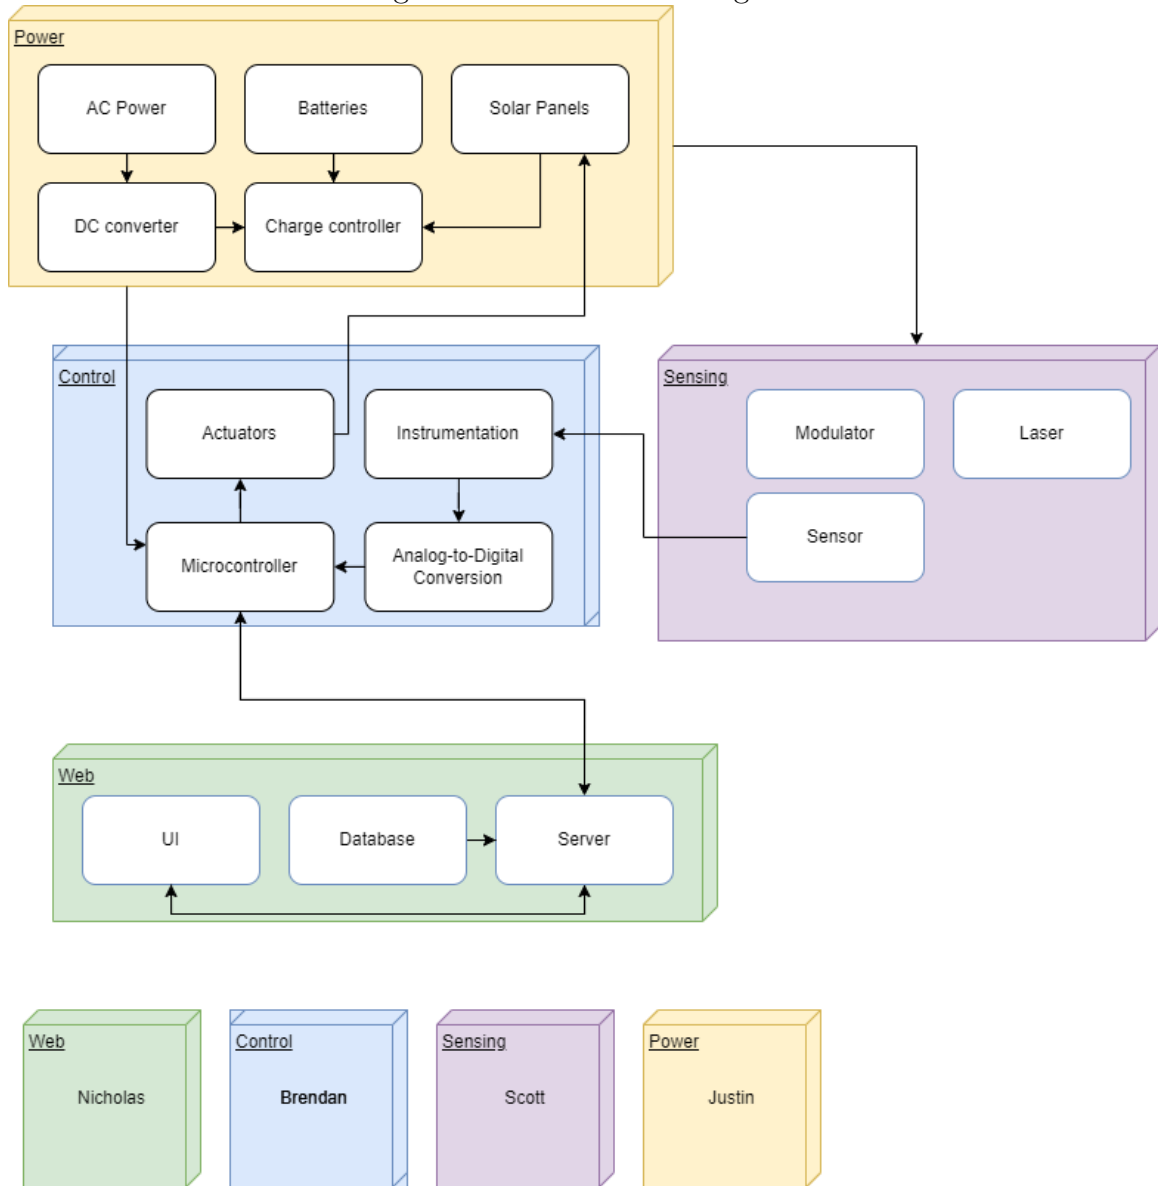 Power
AC Power
Batteries
Solar Panels
DC converter
Charge controller
Control
Sensing
Actuators
Instrumentation
Modulator
Laser
Microcontroller
Analog-to-Digital
Conversion
Sensor
Web
UI
Database
Server
Web
Control
Sensing
Power
Nicholas
Brendan
Scott
Justin